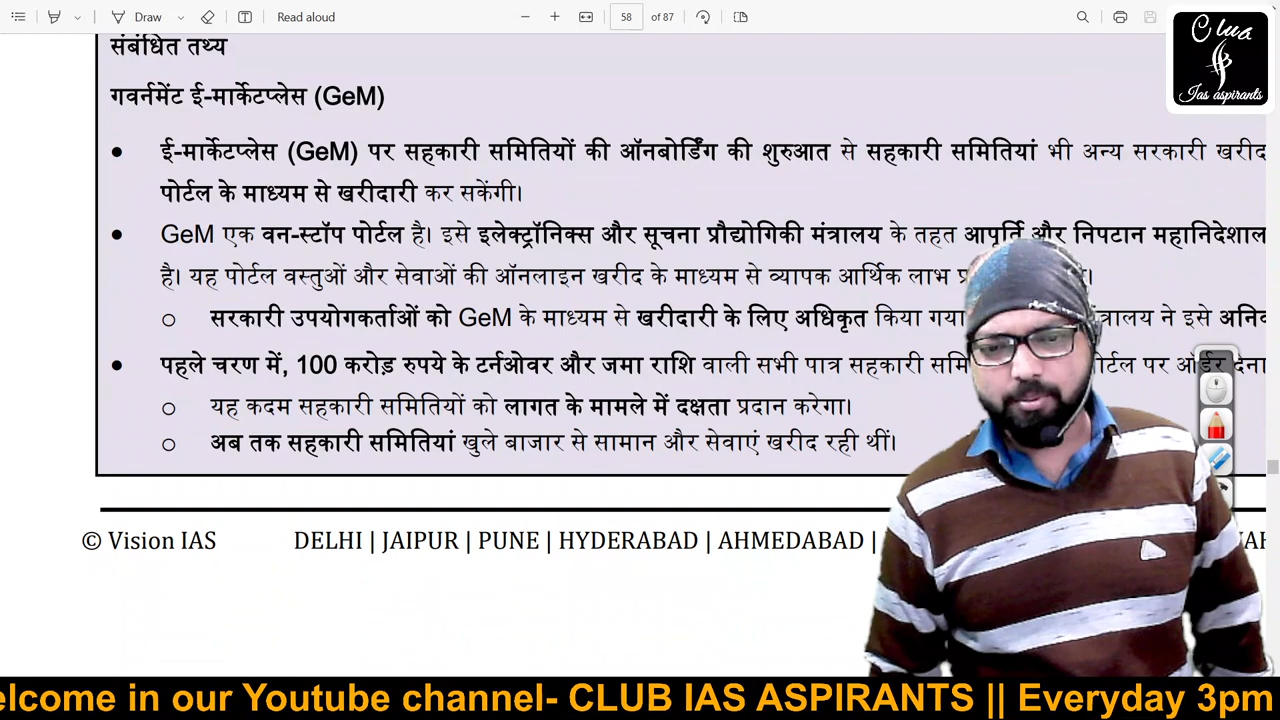 Draw
Read aloud
58 of 87
Club
Ias aspirants
संबंधित तथ्य
गवर्नमेंट ई-मार्केटप्लेस (GeM)
• ई-मार्केटप्लेस (GeM) पर सहकारी समितियों की ऑनबोर्डिंग की शुरुआत से सहकारी समितियां भी अन्य सरकारी खरीद
पोर्टल के माध्यम से खरीदारी कर सकेंगी।
• GeM एक वन-स्टॉप पोर्टल है। इसे इलेक्ट्रॉनिक्स और सूचना प्रौद्योगिकी मंत्रालय के तहत आपूर्ति और निपटान महानिदेशाल
है। यह पोर्टल वस्तुओं और सेवाओं की ऑनलाइन खरीद के माध्यम से व्यापक आर्थिक लाभ
○ सरकारी उपयोगकर्ताओं को GeM के माध्यम से खरीदारी के लिए अधिकृत किया गया ने इसे
• पहले चरण में, 100 करोड़ रुपये के टर्नओवर और जमा राशि वाली सभी पात्र सहकारी पर ऑर्डर देना
○ यह कदम सहकारी समितियों को लागत के मामले में दक्षता प्रदान करेगा।
○ अब तक सहकारी समितियां खुले बाजार से सामान और सेवाएं खरीद रही थीं।
© Vision IAS DELHI | JAIPUR | PUNE | HYDERABAD | AHMEDABAD |
elcome in our Youtube channel- CLUB IAS ASPIRANTS || Everyday 3pm